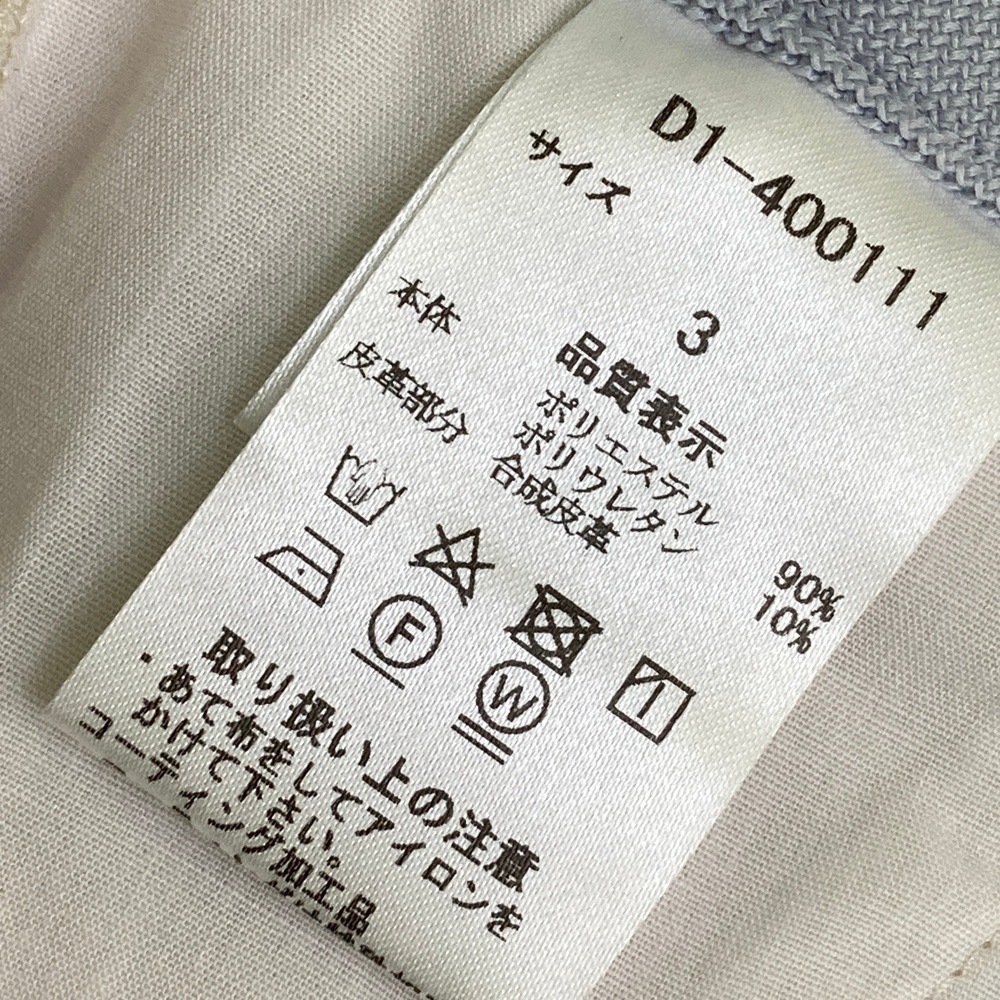 D1-400111
サイズ
3
品質表示
本体 ポリエステル 90%
ポリウレタン 10%
皮革部分 合成皮革
F
W
取り扱い上の注意
・あて布をしてアイロンを
かけて下さい。
コーティング加工品